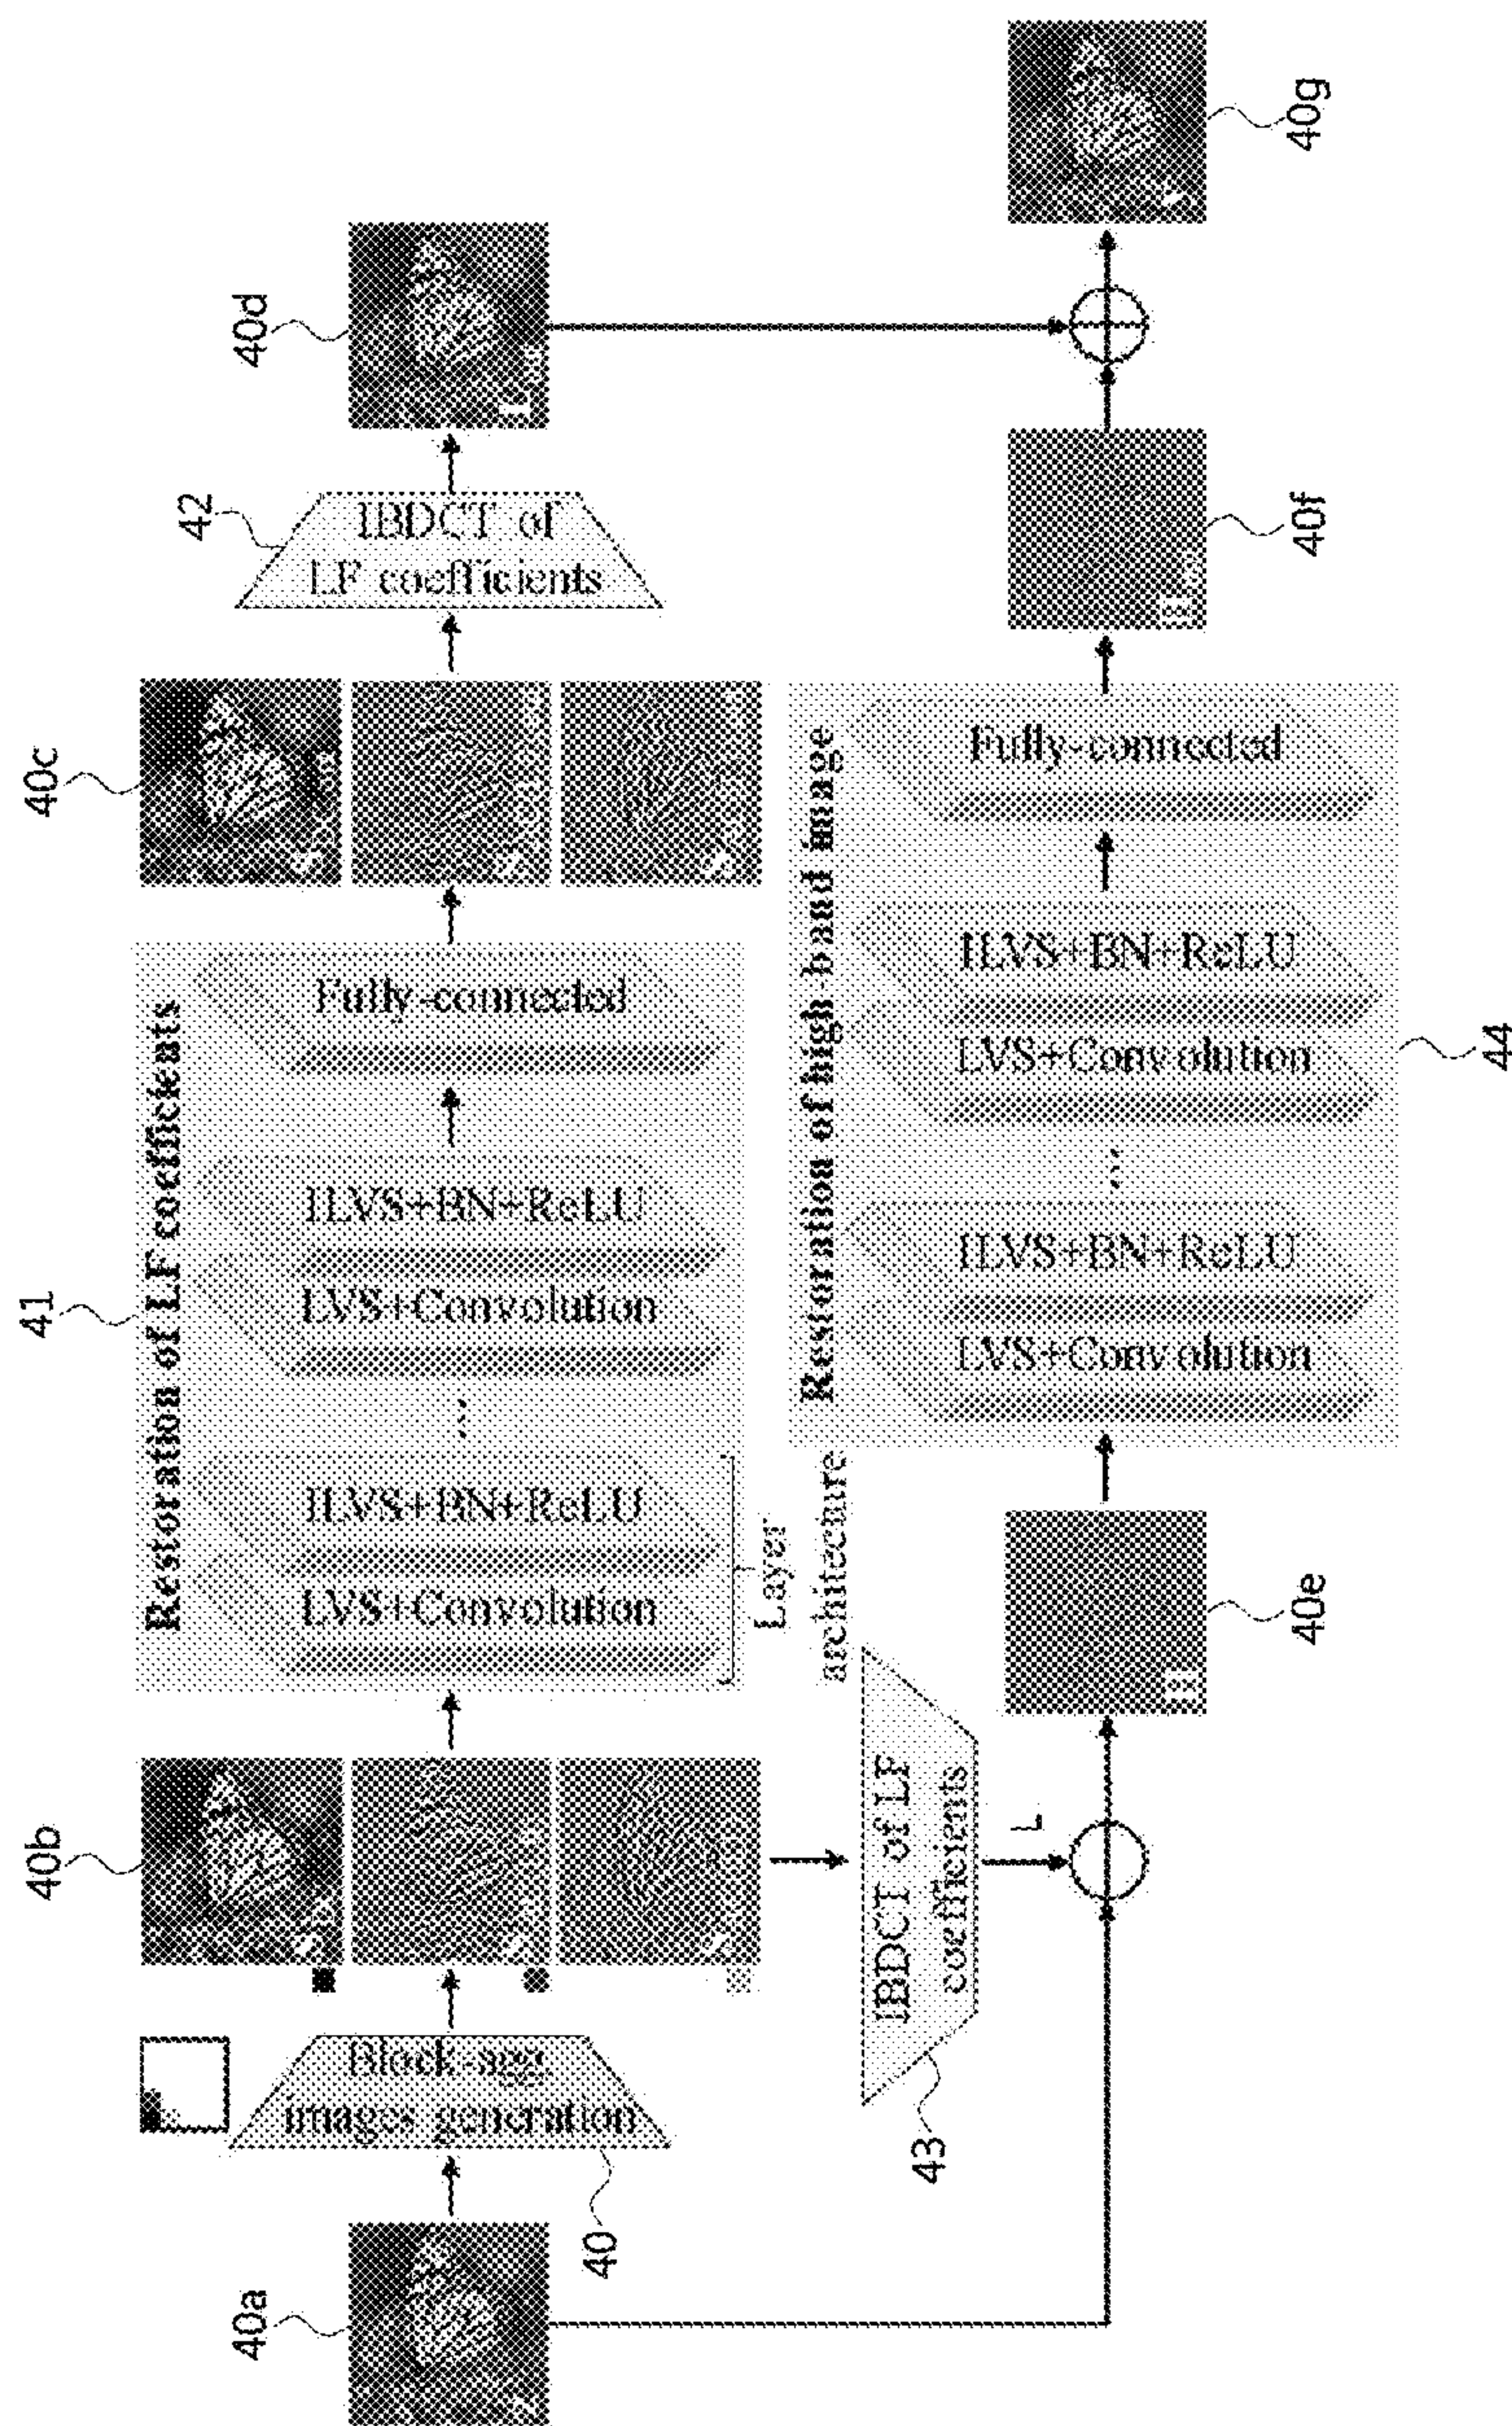 40a
40
Block-agg
images generation
40b
41
Restoration of LF coefficients
LVS+Convolution
ILVS+BN+ReLU
...
LVS+Convolution
ILVS+BN+ReLU
Fully-connected
Layer
architecture
40c
42
IBDCT of
LF coefficients
40d
43
IBDCT of LF
coefficients
L
40e
H
Restoration of high-band image
LVS+Convolution
ILVS+BN+ReLU
...
LVS+Convolution
ILVS+BN+ReLU
Fully-connected
44
40f
40g